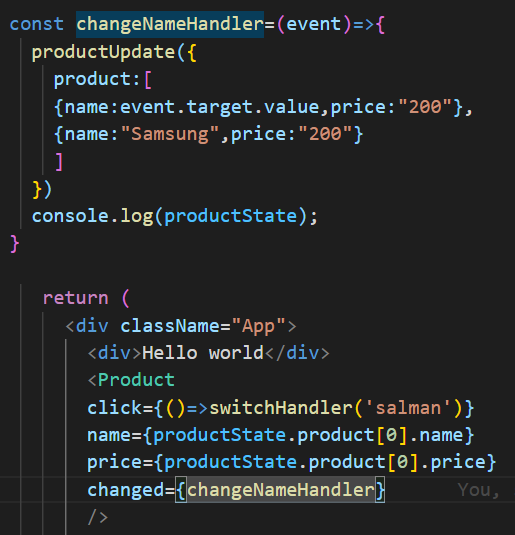 const changeNameHandler=(event)=>{
productUpdate({
product:[
{name:event.target.value,price:"200"},
{name:"Samsung",price:"200"}
]
})
console.log(productState);
}
return (
<div className="App">
<div>Hello world</div>
<Product
click={()=>switchHandler('salman')}
name={productState.product[0].name}
price={productState.product[0].price}
changed={changeNameHandler} You,
/>